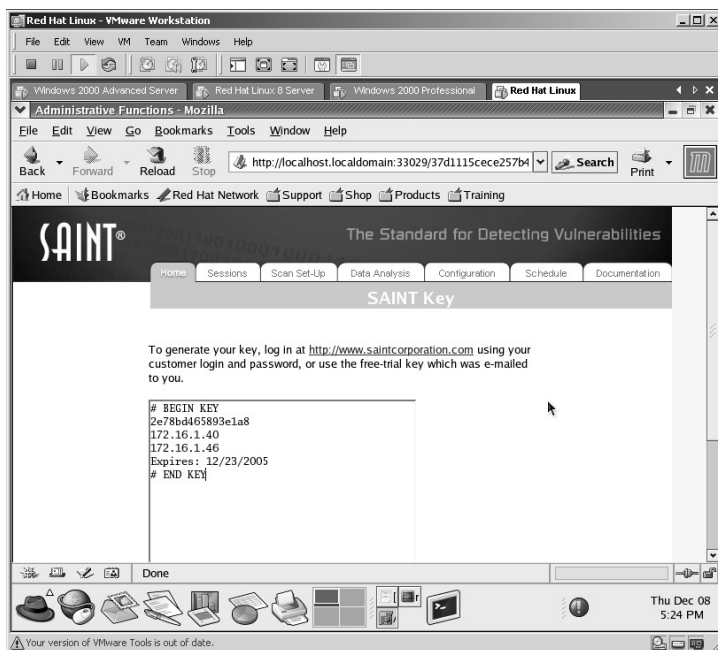 Red Hat Linux - VMware Workstation
File Edit View VM Team Windows Help
Windows 2000 Advanced Server Red Hat Linux 8 Server Windows 2000 Professional Red Hat Linux
Administrative Functions - Mozilla
File Edit View Go Bookmarks Tools Window Help
Back Forward Reload Stop http://localhost.localdomain:33029/37d1115cece257b4 Search Print
Home Bookmarks Red Hat Network Support Shop Products Training
SAINT® The Standard for Detecting Vulnerabilities
Home Sessions Scan Set-Up Data Analysis Configuration Schedule Documentation
SAINT Key
To generate your key, log in at http://www.saintcorporation.com using your
customer login and password, or use the free-trial key which was e-mailed
to you.
# BEGIN KEY
2e78bd465893e1a8
172.16.1.40
172.16.1.46
Expires: 12/23/2005
# END KEY
Done
Thu Dec 08
5:24 PM
Your version of VMware Tools is out of date.